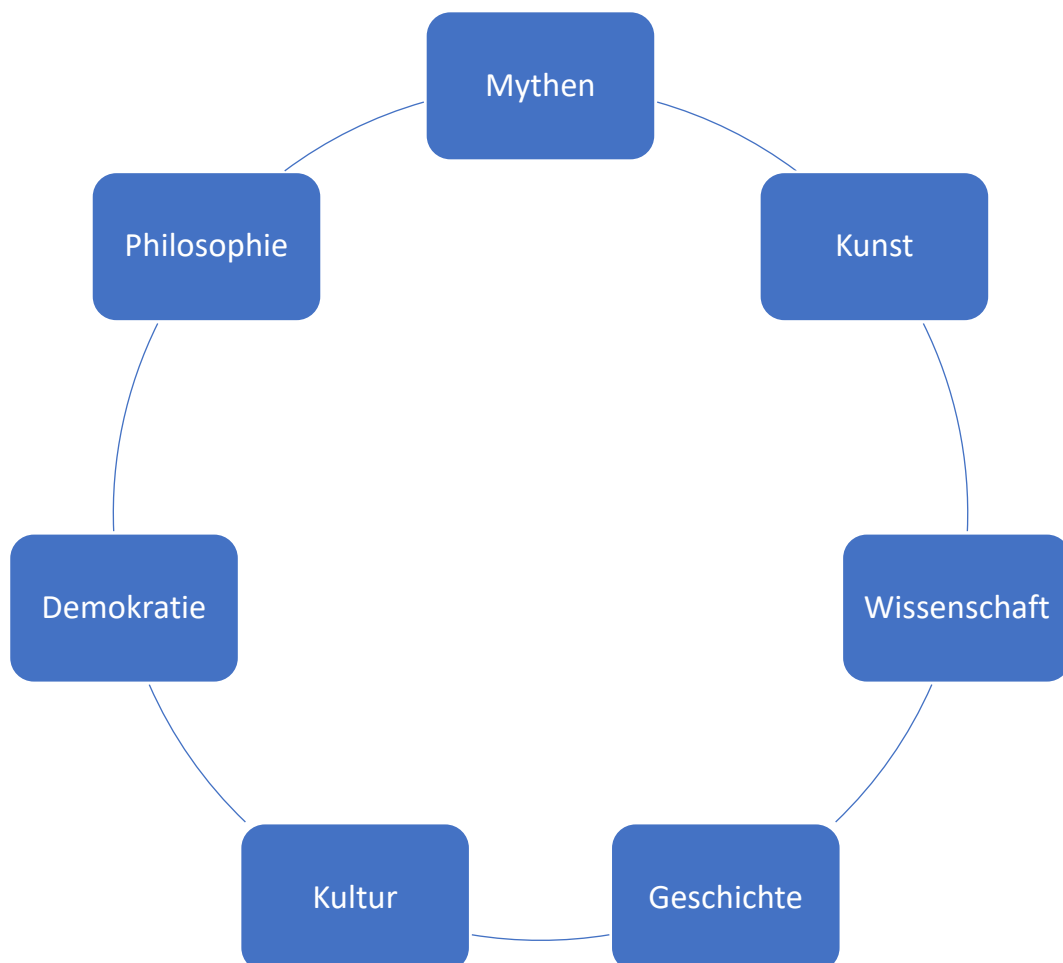 Mythen
Kunst
Wissenschaft
Geschichte
Kultur
Demokratie
Philosophie